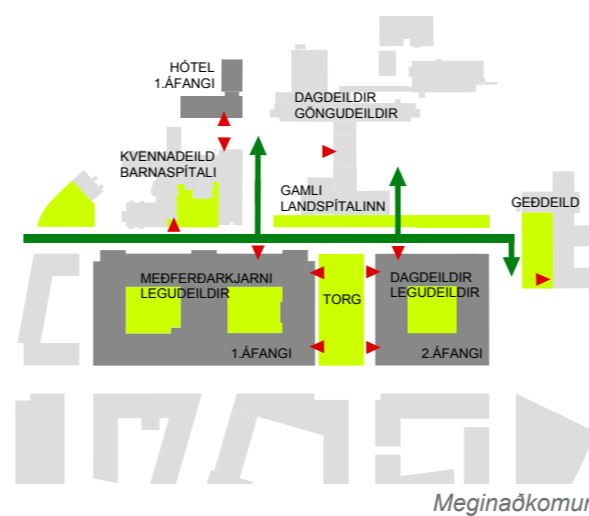 HÓTEL
1.ÁFANGI
DAGDEILDIR
GÖNGUDEILDIR
KVENNADEILD
BARNASPÍTALI
GAMLI
LANDSPÍTALINN
GEÐDEILD
MEÐFERÐARKJARNI
LEGUDEILDIR
TORG
DAGDEILDIR
LEGUDEILDIR
1.ÁFANGI
2.ÁFANGI
Meginaðkomur